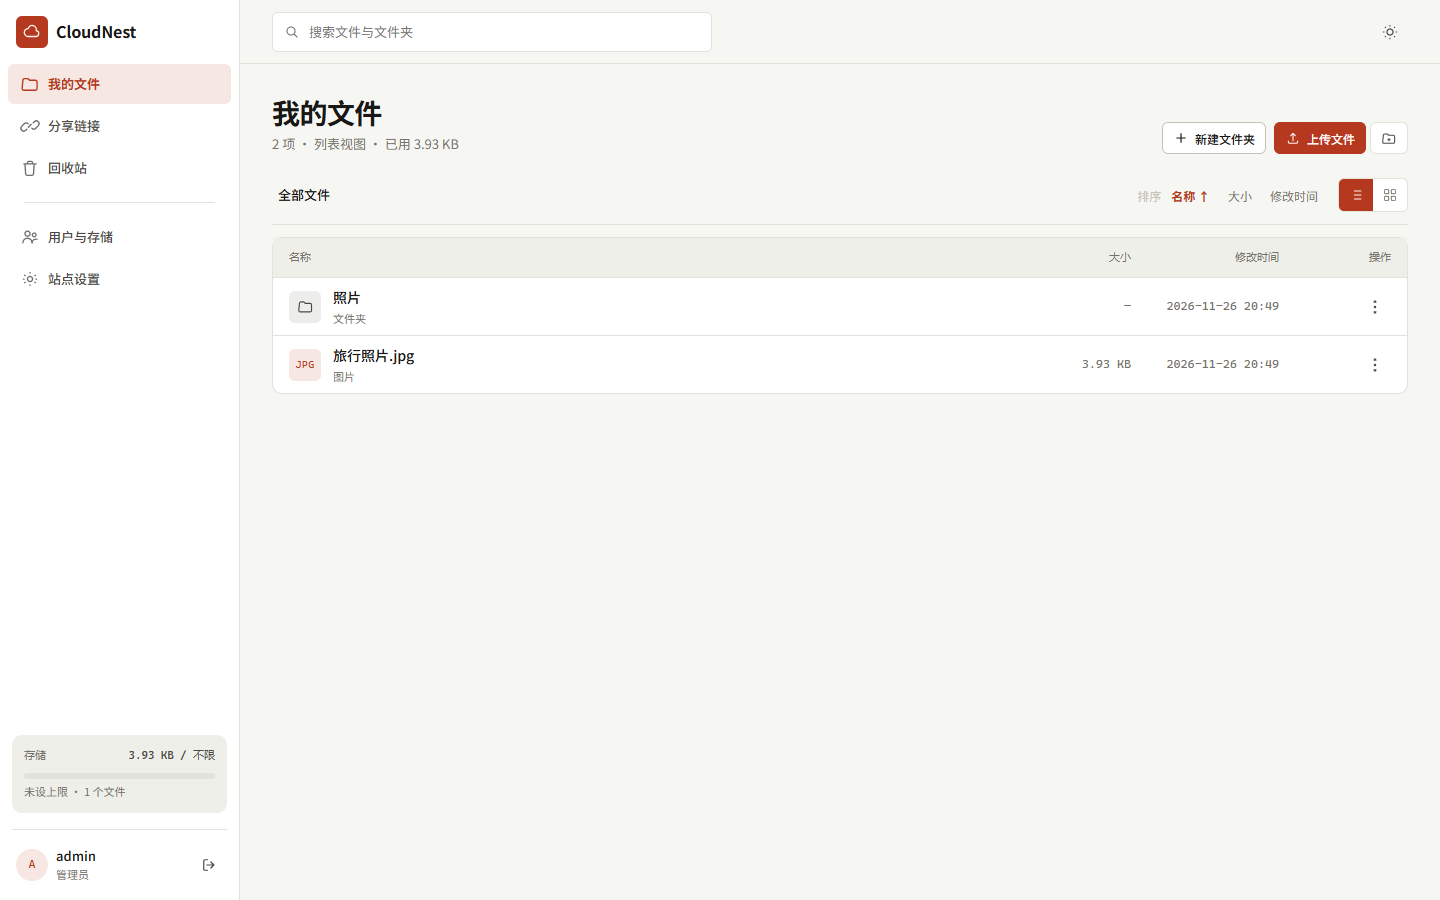 CloudNest
我的文件
分享链接
回收站
用户与存储
站点设置
存储 3.93 KB / 不限
未设上限 • 1 个文件
A
admin
管理员
搜索文件与文件夹
我的文件
2 项 • 列表视图 • 已用 3.93 KB
新建文件夹 上传文件
全部文件
排序 名称 ↑ 大小 修改时间
名称 大小 修改时间 操作
照片
文件夹
— 2026-11-26 20:49
JPG
旅行照片.jpg
图片
3.93 KB 2026-11-26 20:49